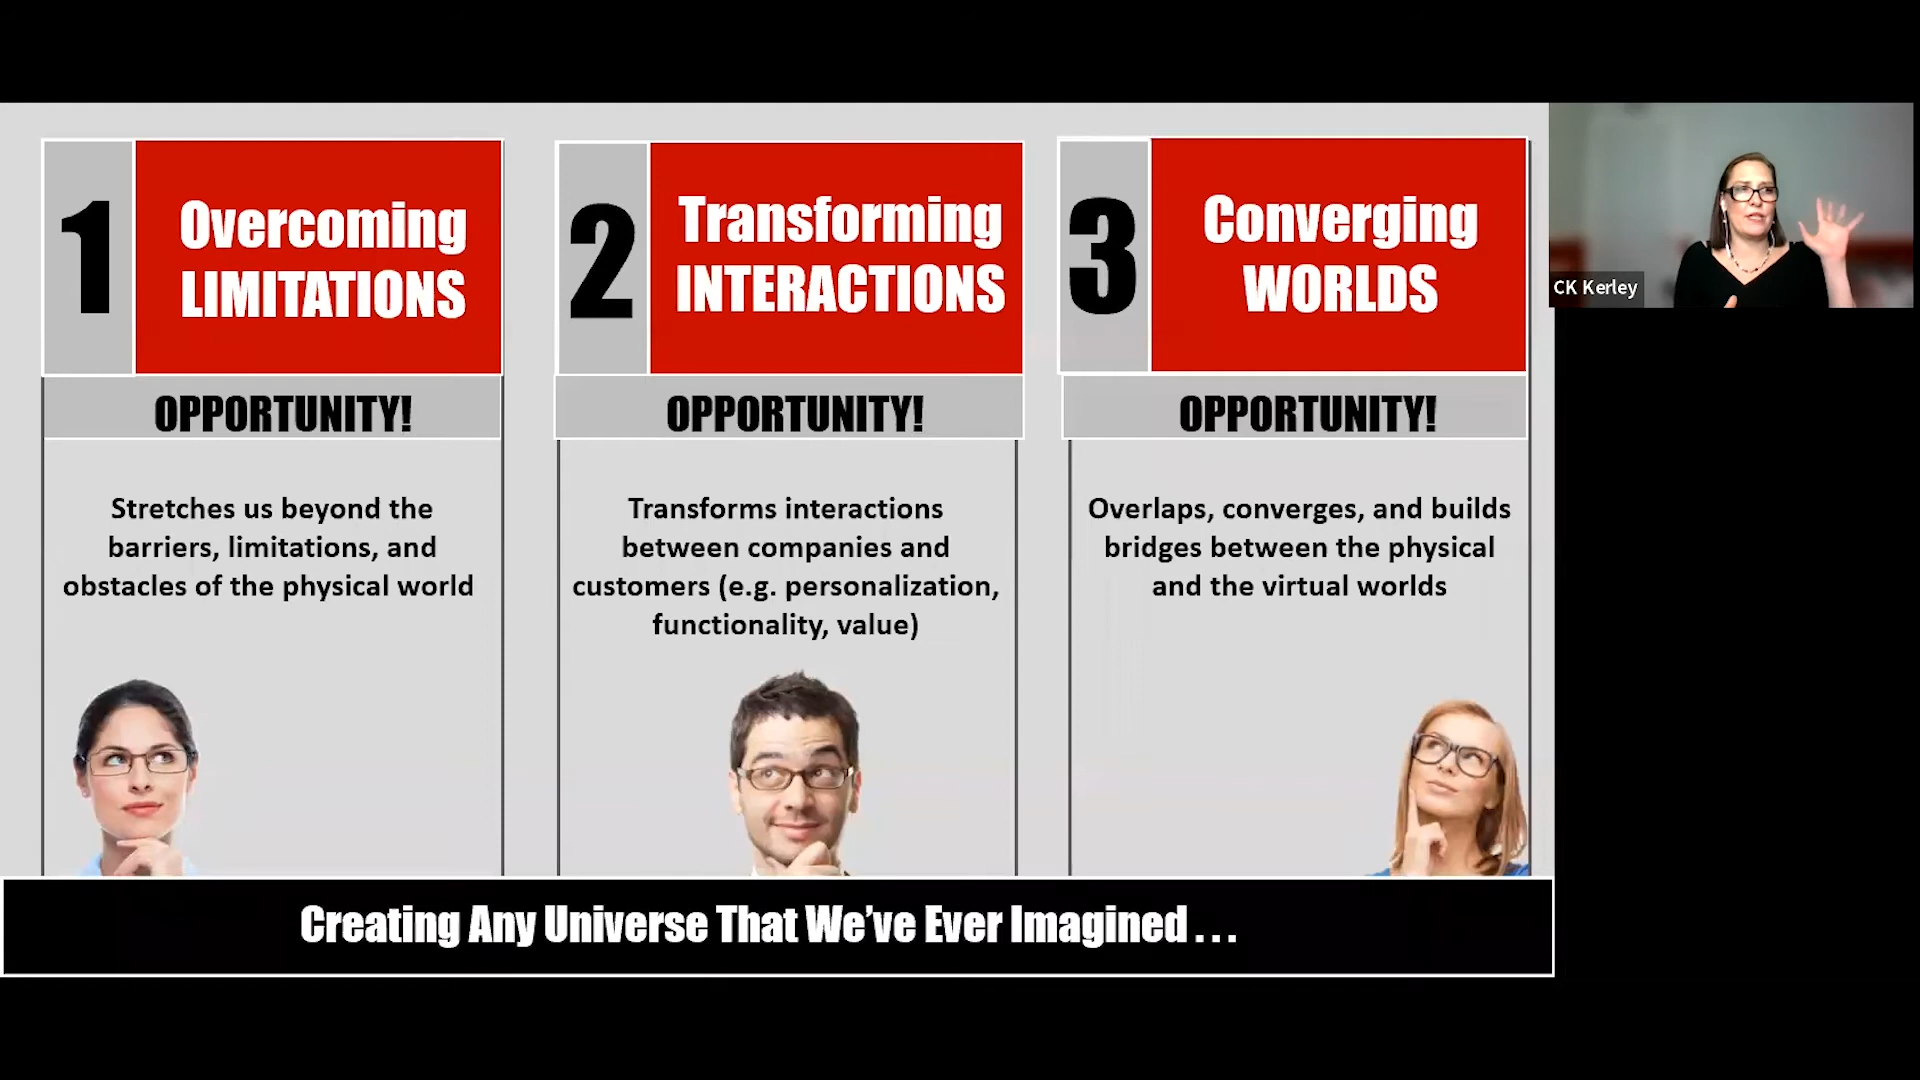 1
Overcoming
LIMITATIONS
OPPORTUNITY!
Stretches us beyond the
barriers, limitations, and
obstacles of the physical world
2
Transforming
INTERACTIONS
OPPORTUNITY!
Transforms interactions
between companies and
customers (e.g. personalization,
functionality, value)
3
Converging
WORLDS
OPPORTUNITY!
Overlaps, converges, and builds
bridges between the physical
and the virtual worlds
Creating Any Universe That We’ve Ever Imagined . . .
CK Kerley